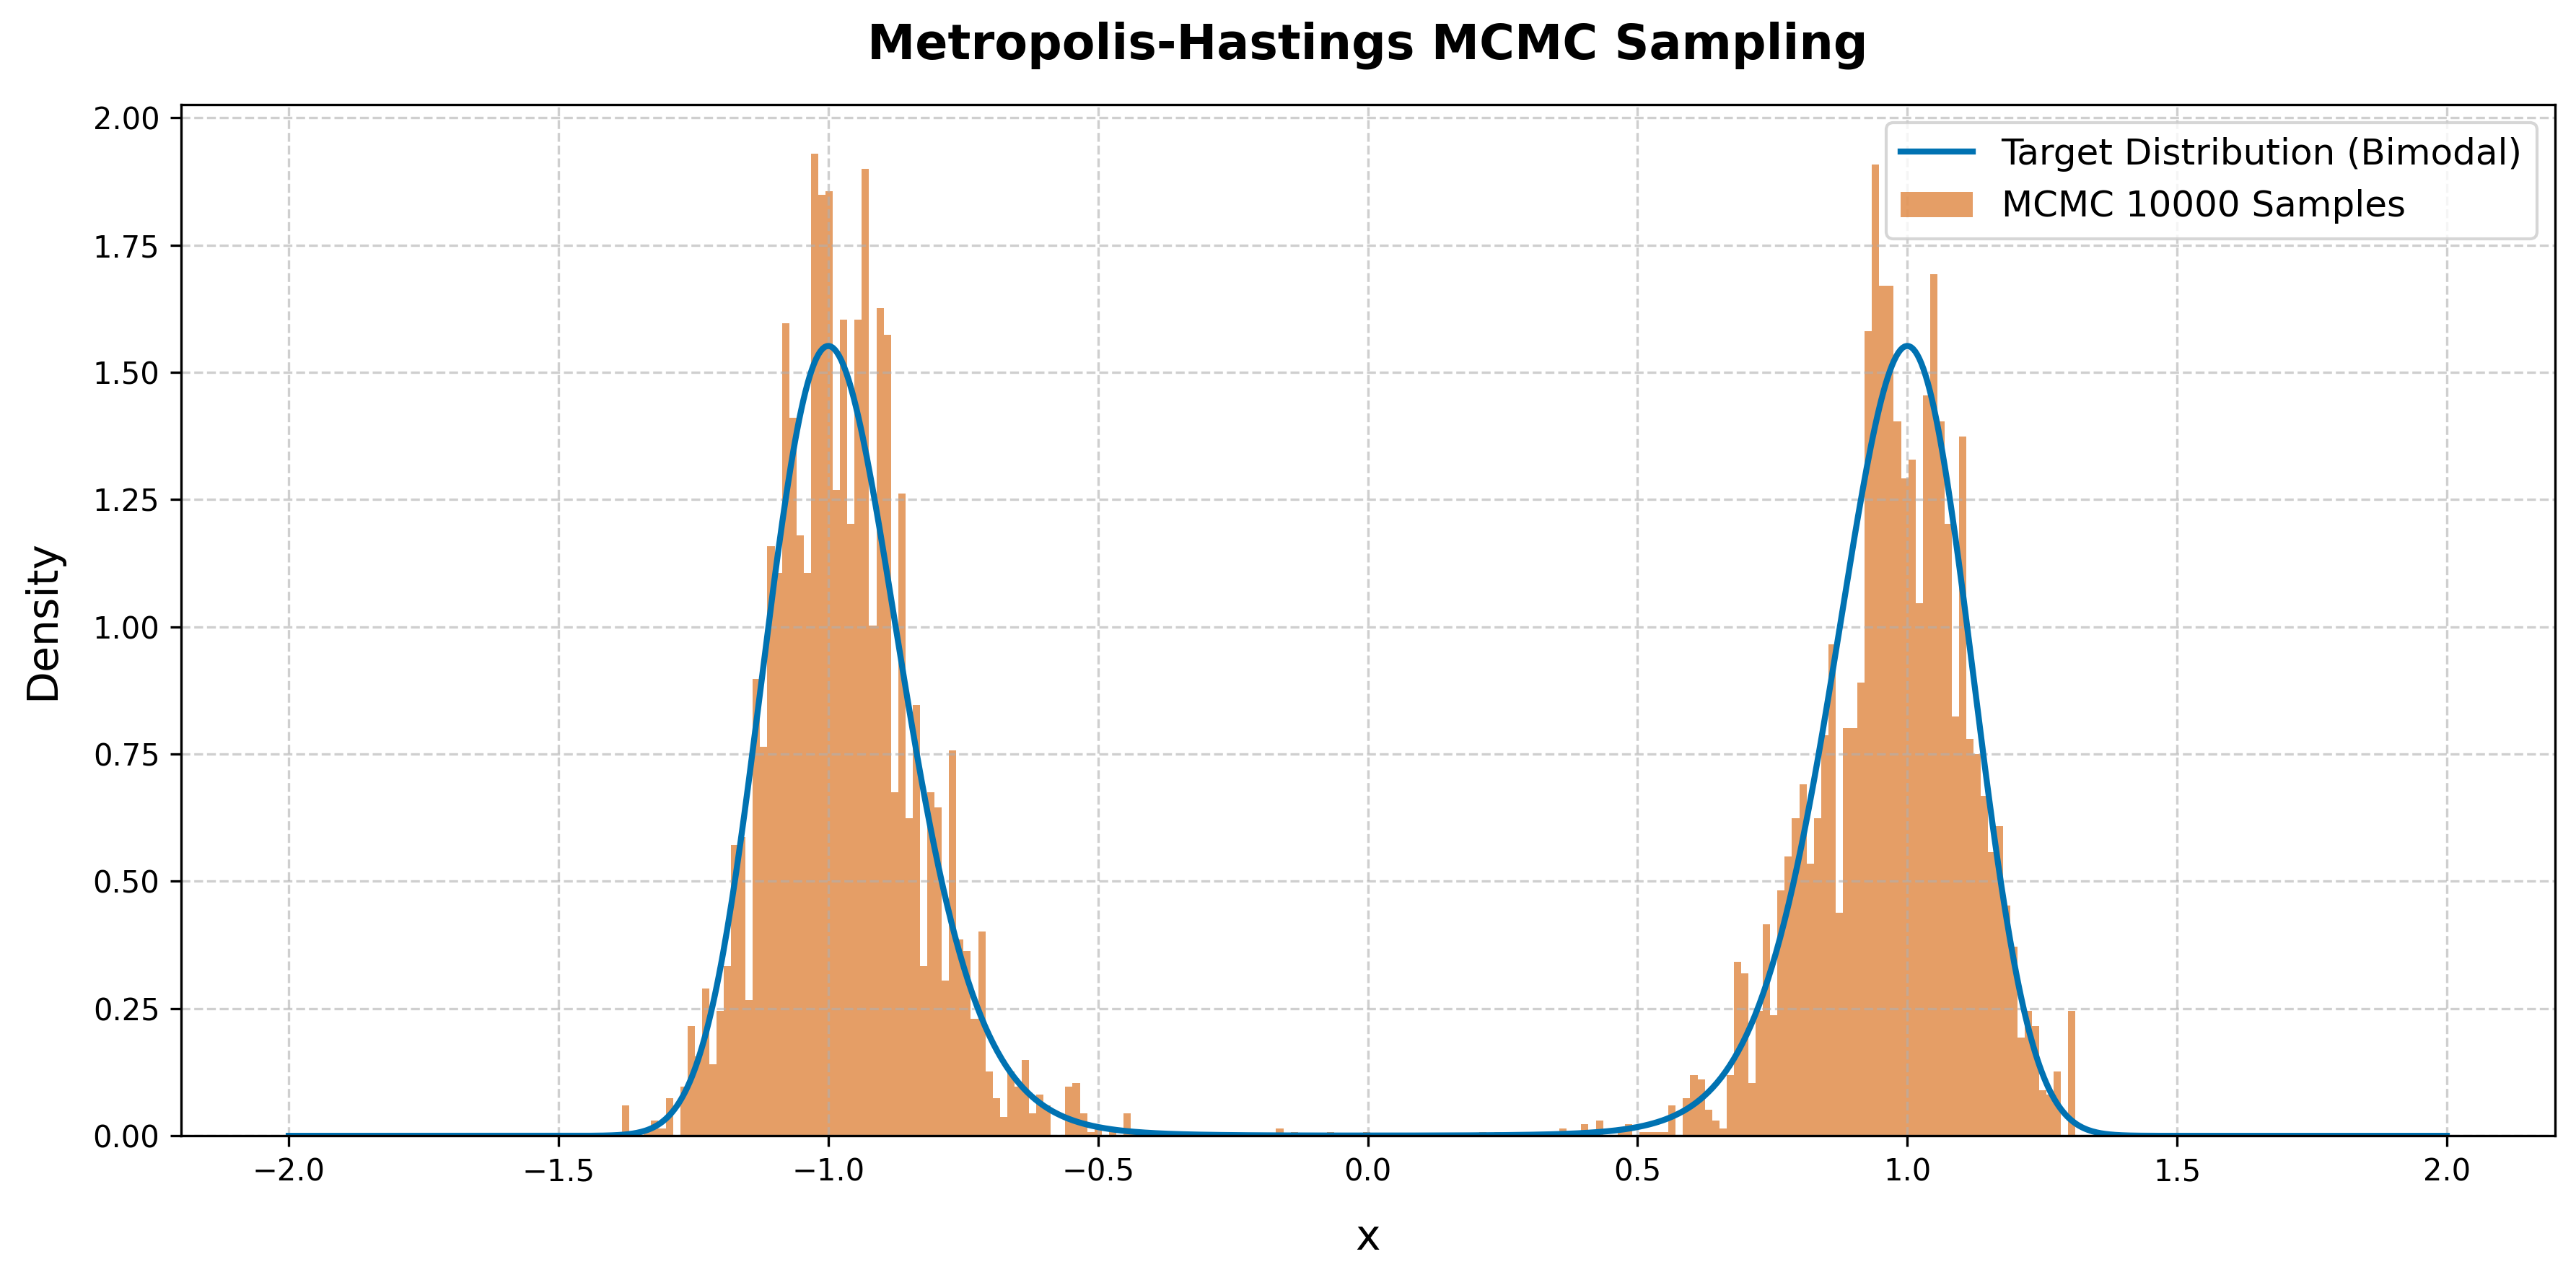 Metropolis-Hastings MCMC Sampling
Target Distribution (Bimodal)
MCMC 10000 Samples
Density
2.00
1.75
1.50
1.25
1.00
0.75
0.50
0.25
0.00
−2.0 −1.5 −1.0 −0.5 0.0 0.5 1.0 1.5 2.0
x